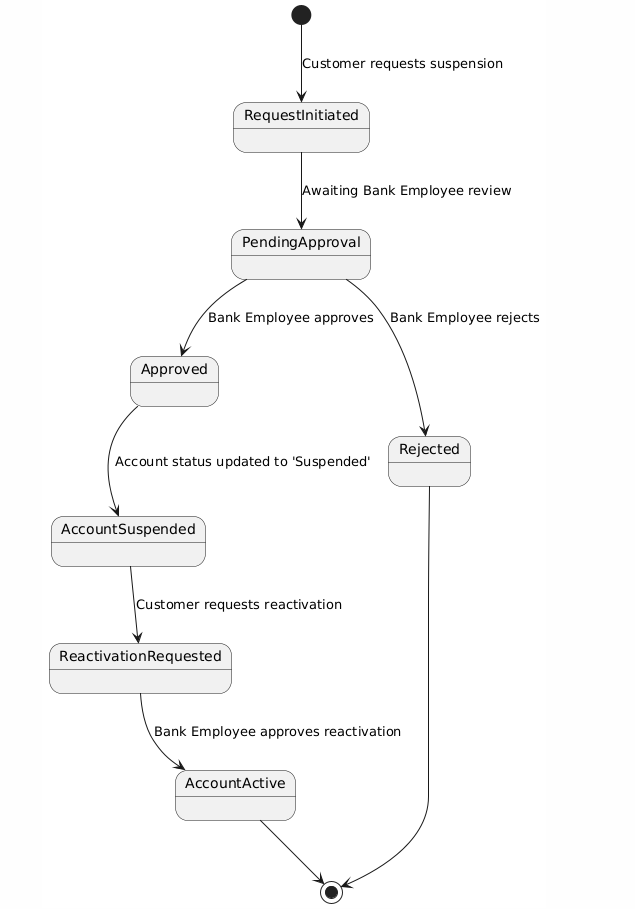 Customer requests suspension
RequestInitiated
Awaiting Bank Employee review
PendingApproval
Bank Employee approves
Bank Employee rejects
Approved
Rejected
Account status updated to 'Suspended'
AccountSuspended
Customer requests reactivation
ReactivationRequested
Bank Employee approves reactivation
AccountActive